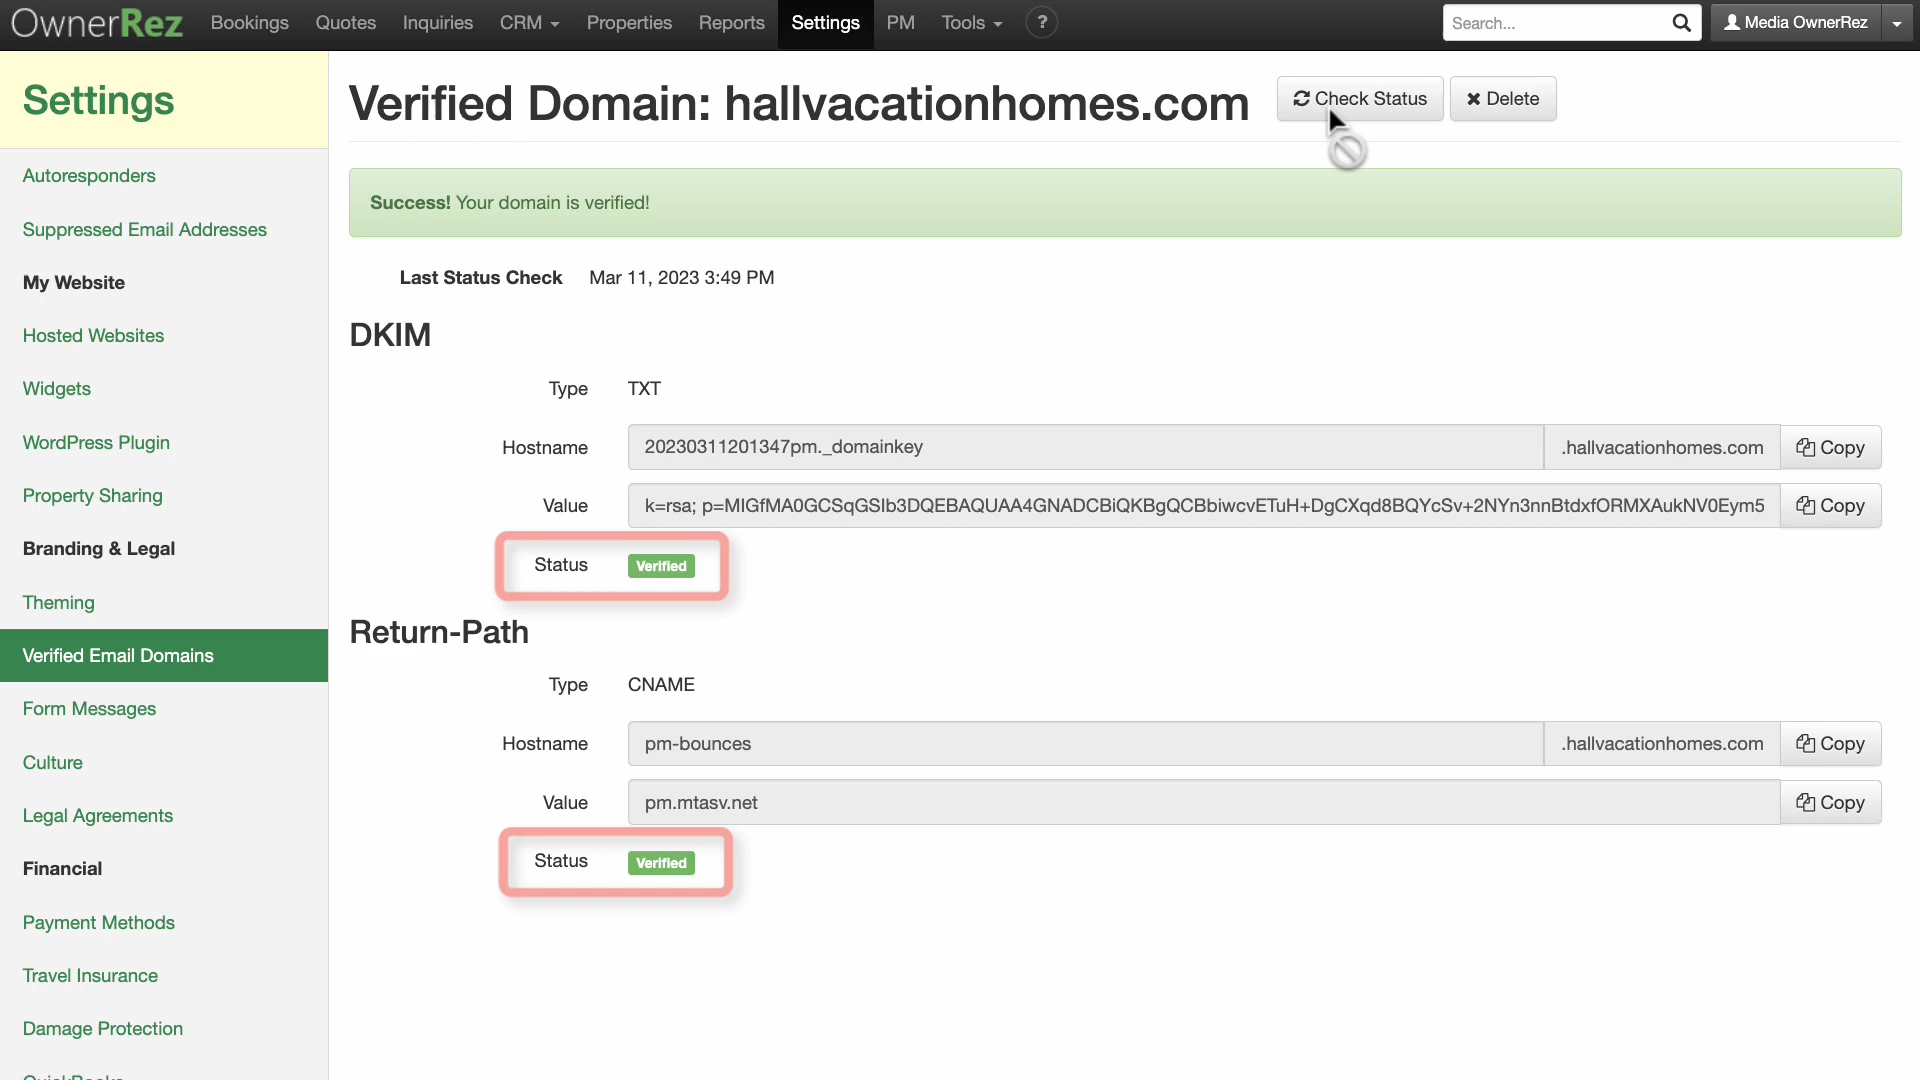 OwnerRez Bookings Quotes Inquiries CRM Properties Reports Settings PM Tools ? Search... Media OwnerRez
Settings
Autoresponders
Suppressed Email Addresses
My Website
Hosted Websites
Widgets
WordPress Plugin
Property Sharing
Branding & Legal
Theming
Verified Email Domains
Form Messages
Culture
Legal Agreements
Financial
Payment Methods
Travel Insurance
Damage Protection
Verified Domain: hallvacationhomes.com Check Status Delete
Success! Your domain is verified!
Last Status Check Mar 11, 2023 3:49 PM
DKIM
Type TXT
Hostname 20230311201347pm._domainkey .hallvacationhomes.com Copy
Value k=rsa; p=MIGfMA0GCSqGSIb3DQEBAQUAA4GNADCBiQKBgQCBbiwcvETuH+DgCXqd8BQYcSv+2NYn3nnBtdxfORMXAukNV0Eym5 Copy
Status Verified
Return-Path
Type CNAME
Hostname pm-bounces .hallvacationhomes.com Copy
Value pm.mtasv.net Copy
Status Verified